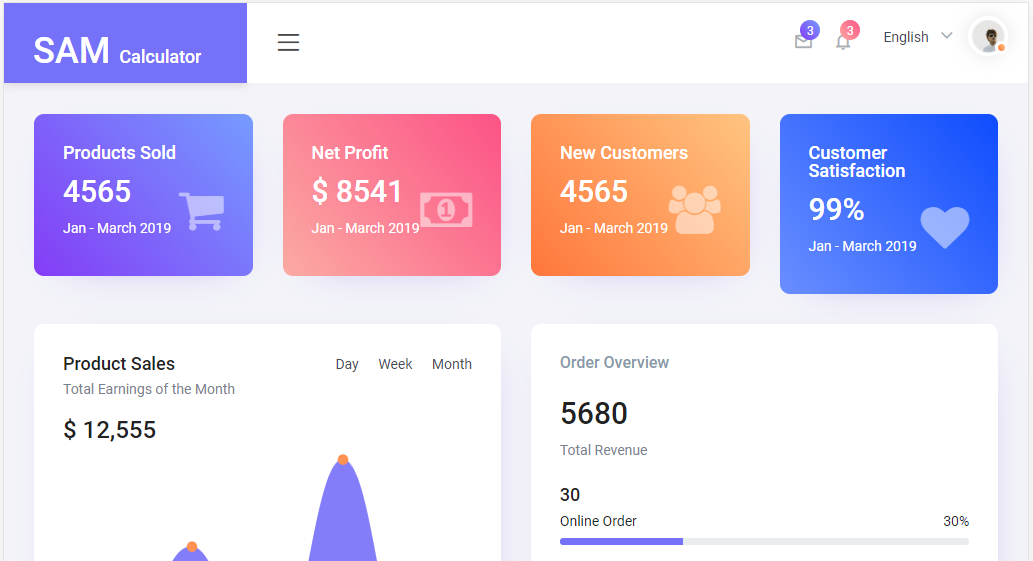 SAM Calculator
3
3
English
Products Sold
4565
Jan - March 2019
Net Profit
$ 8541
Jan - March 2019
1
New Customers
4565
Jan - March 2019
Customer
Satisfaction
99%
Jan - March 2019
Product Sales
Day Week Month
Total Earnings of the Month
$ 12,555
Order Overview
5680
Total Revenue
30
Online Order 30%